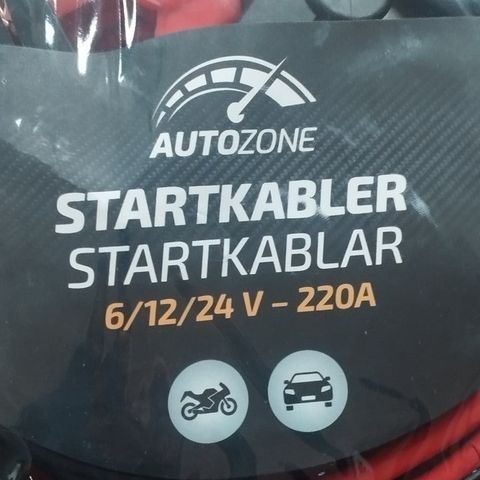 AUTOZONE
STARTKABLER
STARTKABLAR
6/12/24 V – 220A